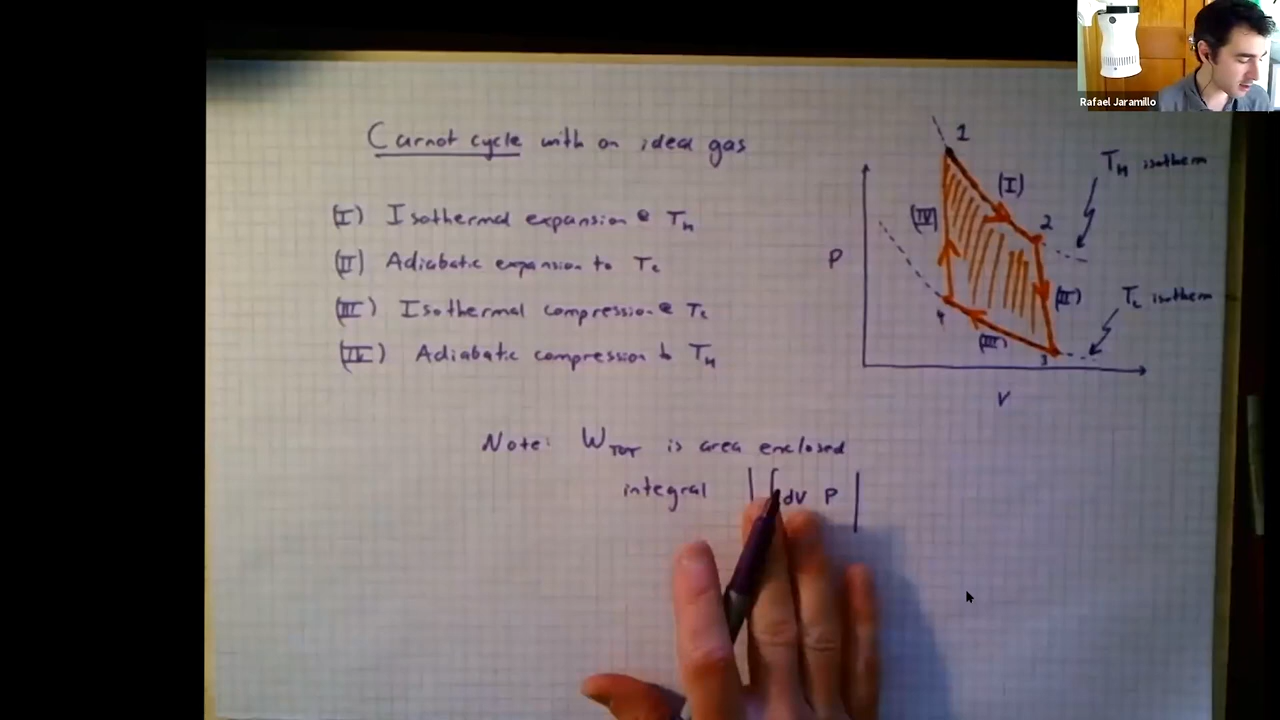 Rafael Jaramillo
Carnot cycle with an ideal gas
(I) Isothermal expansion @ T_H
(II) Adiabatic expansion to T_c
(III) Isothermal compression @ T_c
(IV) Adiabatic compression to T_H
1
(I)
T_H isotherm
(IV)
2
P
(II)
T_c isotherm
4
(III)
3
V
Note: W_TOT is area enclosed
integral |∫dV P|